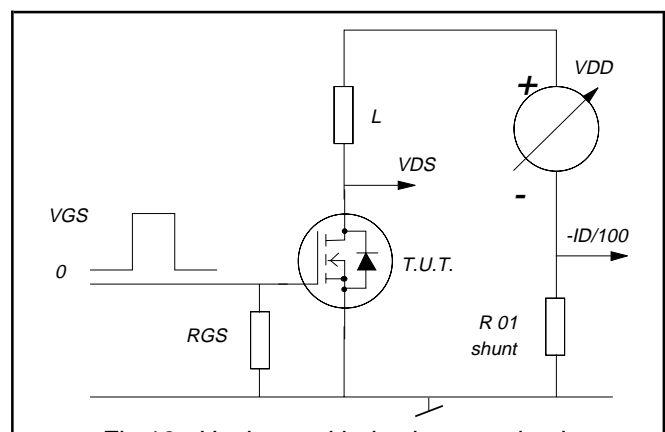 +
VDD
L
VDS
-
VGS
-ID/100
0
T.U.T.
RGS
R 01
shunt